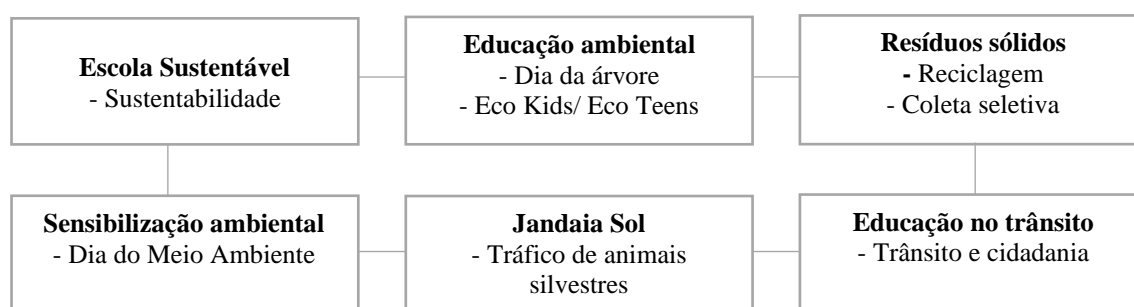 Escola Sustentável
- Sustentabilidade
Educação ambiental
- Dia da árvore
- Eco Kids/ Eco Teens
Resíduos sólidos
- Reciclagem
- Coleta seletiva
Sensibilização ambiental
- Dia do Meio Ambiente
Jandaia Sol
- Tráfico de animais
silvestres
Educação no trânsito
- Trânsito e cidadania